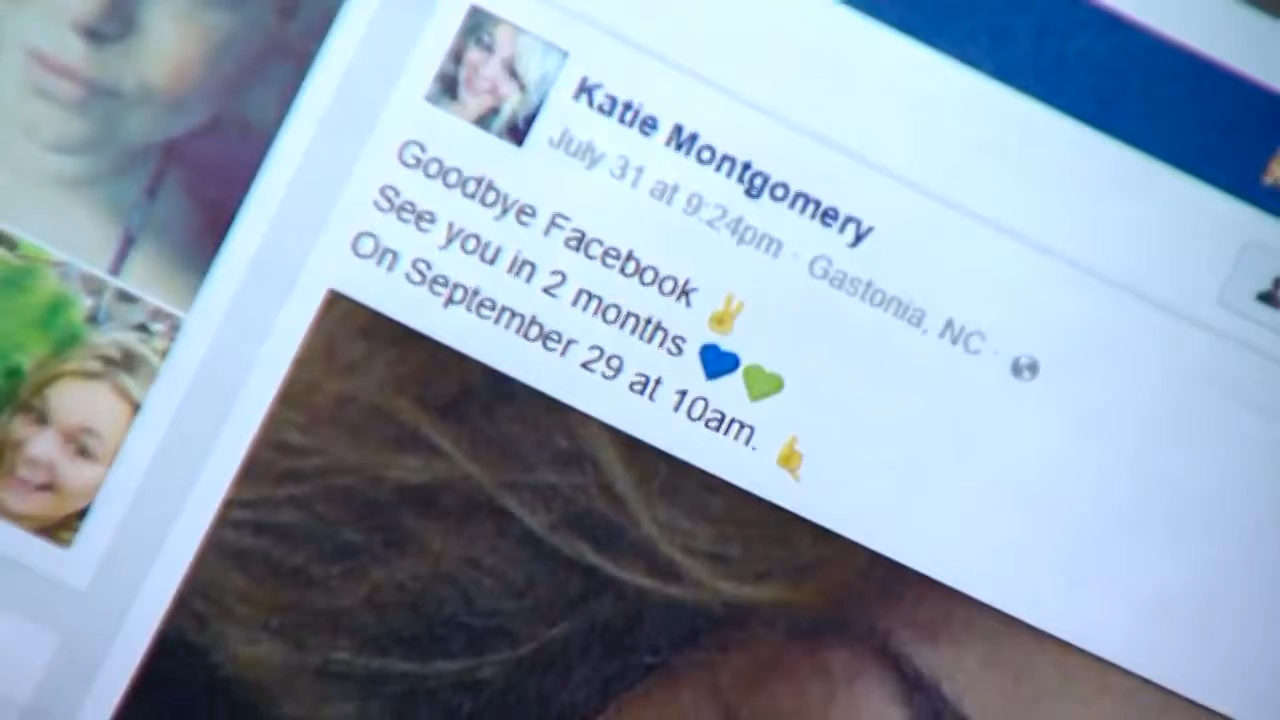 Katie Montgomery
July 31 at 9:24pm · Gastonia, NC ·
Goodbye Facebook ✌️
See you in 2 months 💙💚
On September 29 at 10am. 🤙